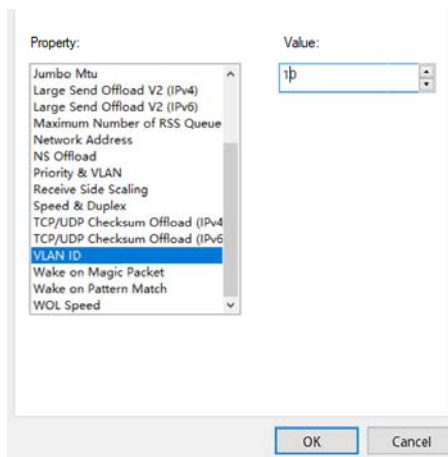 Property:
Value:
Jumbo Mtu
Large Send Offload V2 (IPv4)
Large Send Offload V2 (IPv6)
Maximum Number of RSS Queue
Network Address
NS Offload
Priority & VLAN
Receive Side Scaling
Speed & Duplex
TCP/UDP Checksum Offload (IPv4
TCP/UDP Checksum Offload (IPv6
VLAN ID
Wake on Magic Packet
Wake on Pattern Match
WOL Speed
10
OK
Cancel